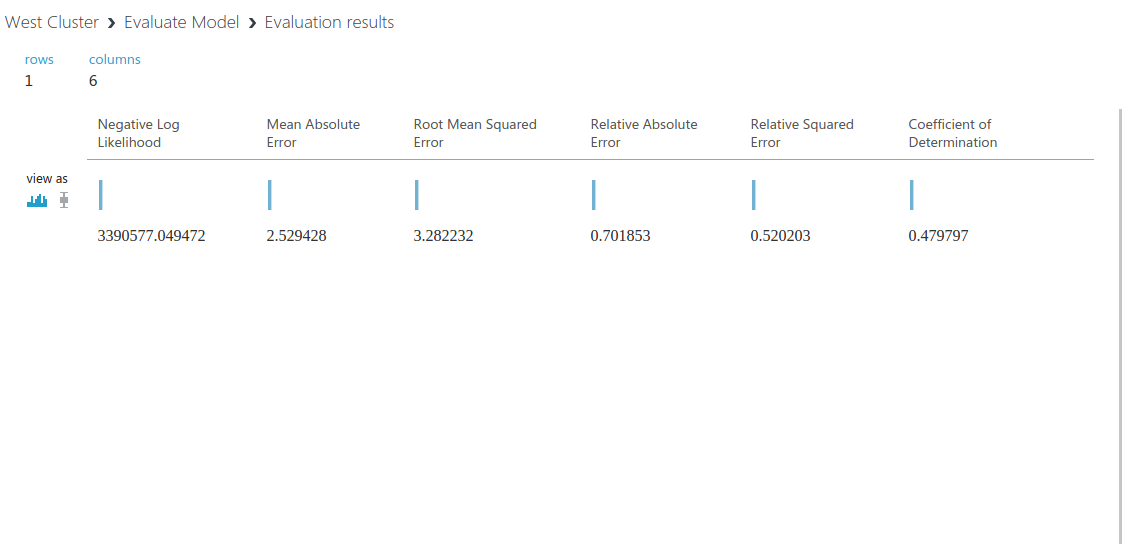 West Cluster › Evaluate Model › Evaluation results
rows columns
1 6
Negative Log Mean Absolute Root Mean Squared Relative Absolute Relative Squared Coefficient of
Likelihood Error Error Error Error Determination
view as
3390577.049472 2.529428 3.282232 0.701853 0.520203 0.479797